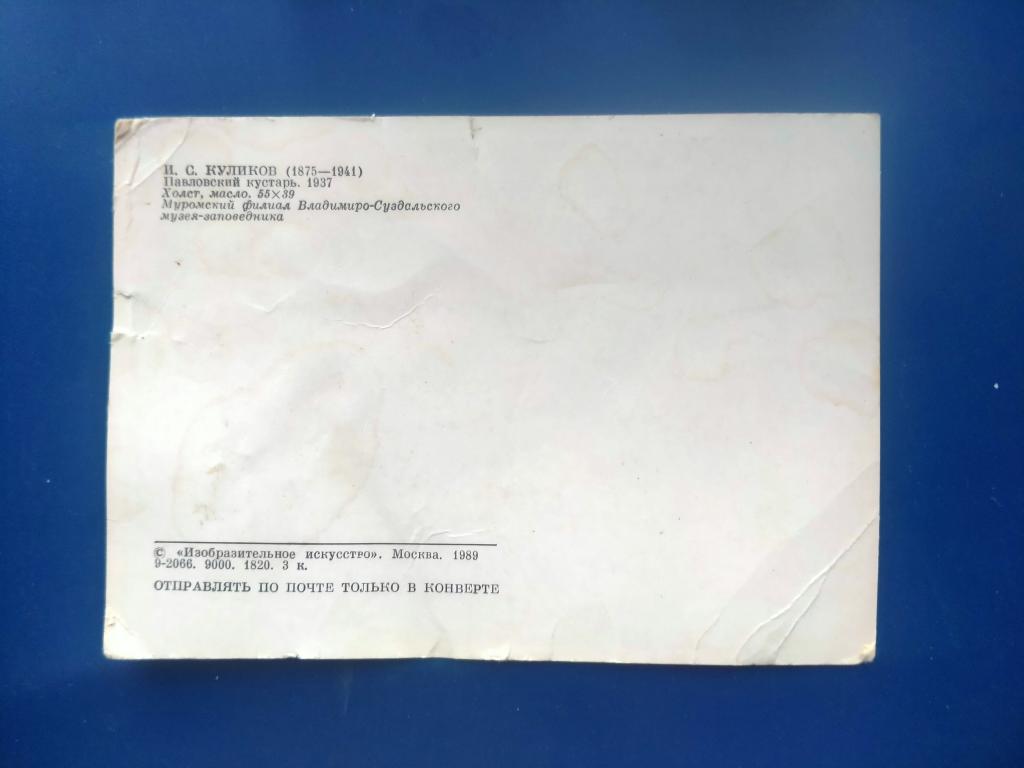 И. С. КУЛИКОВ (1875—1941)
Павловский кустарь. 1937
Холст, масло. 55×39
Муромский филиал Владимиро-Суздальского
музея-заповедника
© «Изобразительное искусство». Москва. 1989
9-2066. 9000. 1820. 3 к.
ОТПРАВЛЯТЬ ПО ПОЧТЕ ТОЛЬКО В КОНВЕРТЕ